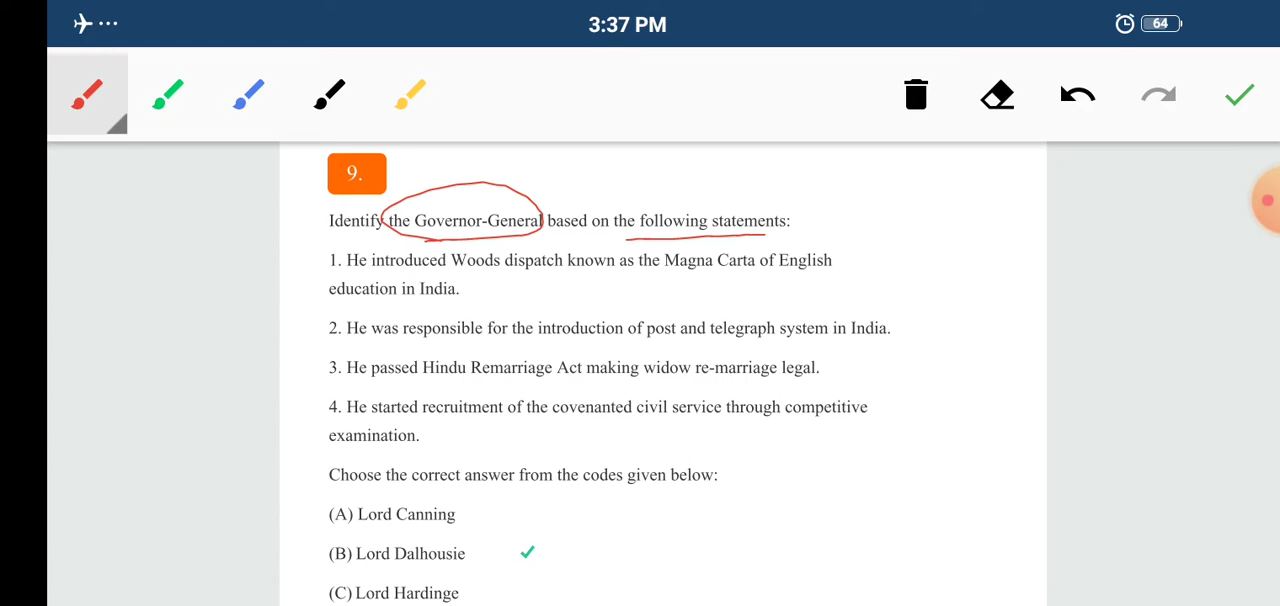 3:37 PM
64
9.
Identify the Governor-General based on the following statements:
1. He introduced Woods dispatch known as the Magna Carta of English
education in India.
2. He was responsible for the introduction of post and telegraph system in India.
3. He passed Hindu Remarriage Act making widow re-marriage legal.
4. He started recruitment of the covenanted civil service through competitive
examination.
Choose the correct answer from the codes given below:
(A) Lord Canning
(B) Lord Dalhousie
(C) Lord Hardinge